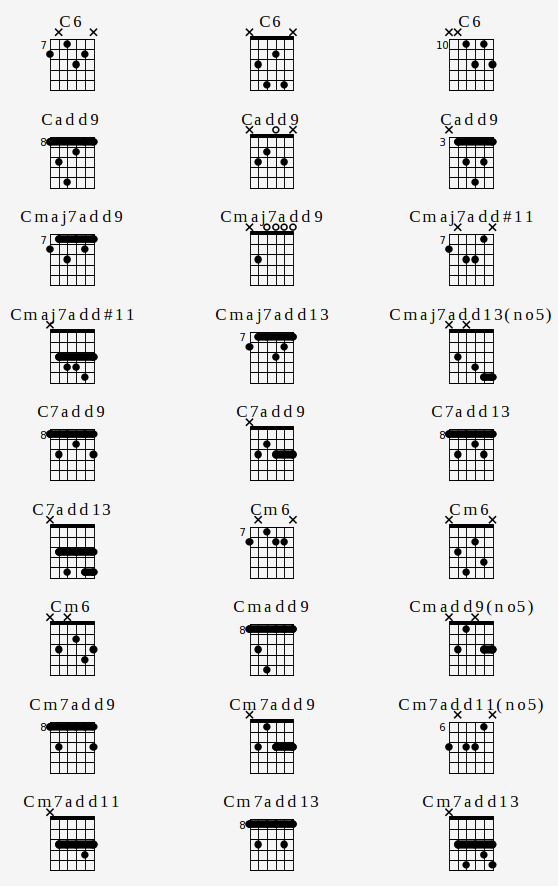 C6 C6 C6
7 10
Cadd9 Cadd9 Cadd9
8 3
Cmaj7add9 Cmaj7add9 Cmaj7add#11
7 7
Cmaj7add#11 Cmaj7add13 Cmaj7add13(no5)
7
C7add9 C7add9 C7add13
8 8
C7add13 Cm6 Cm6
7
Cm6 Cmadd9 Cmadd9(no5)
8
Cm7add9 Cm7add9 Cm7add11(no5)
8 6
Cm7add11 Cm7add13 Cm7add13
8